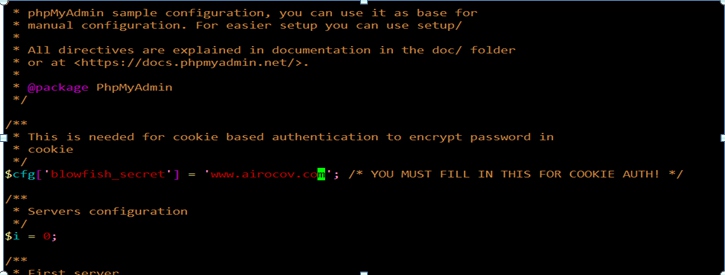 * phpMyAdmin sample configuration, you can use it as base for
* manual configuration. For easier setup you can use setup/
*
* All directives are explained in documentation in the doc/ folder
* or at <https://docs.phpmyadmin.net/>.
*
* @package PhpMyAdmin
*/
/**
* This is needed for cookie based authentication to encrypt password in
* cookie
*/
$cfg['blowfish_secret'] = 'www.airocov.com'; /* YOU MUST FILL IN THIS FOR COOKIE AUTH! */
/**
* Servers configuration
*/
$i = 0;
/**
* First server